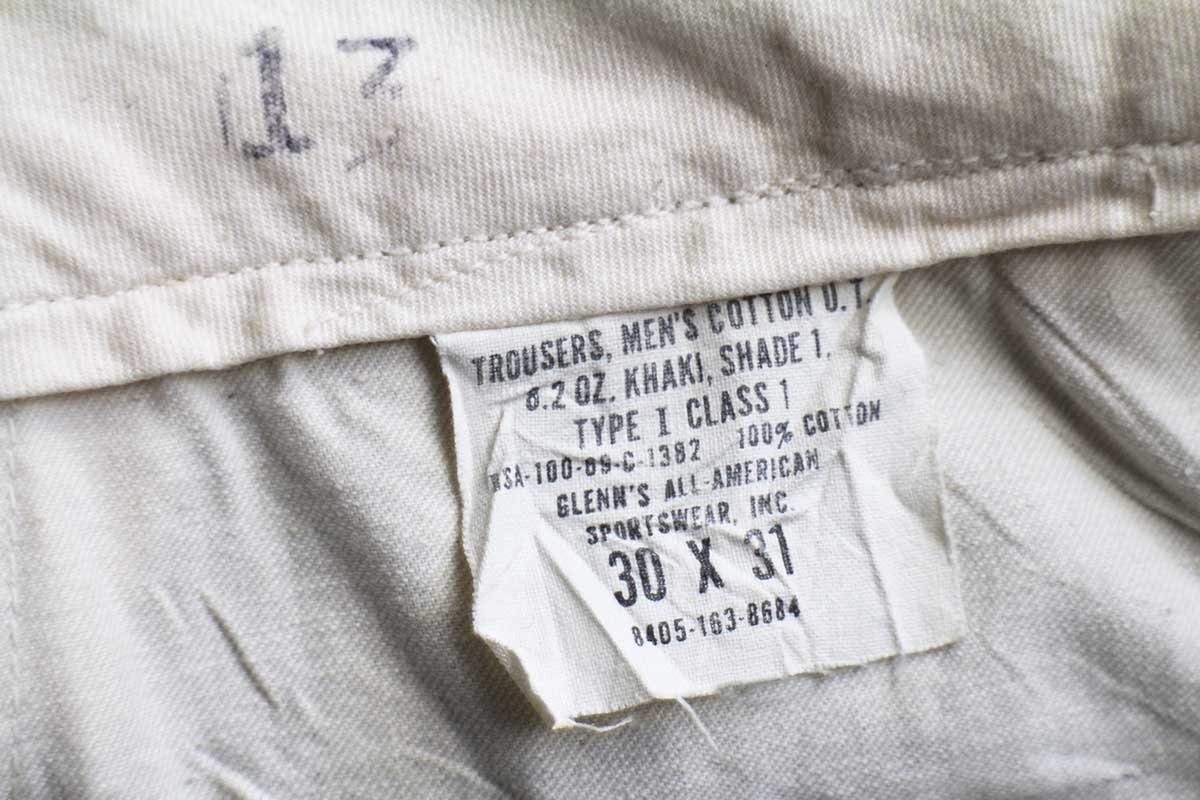 17
TROUSERS, MEN'S COTTON U.T.
8.2 OZ. KHAKI, SHADE 1.
TYPE I CLASS 1
DSA-100-69-C-1382 100% COTTON
GLENN'S ALL-AMERICAN
SPORTSWEAR, INC.
30 X 31
8405-163-8684